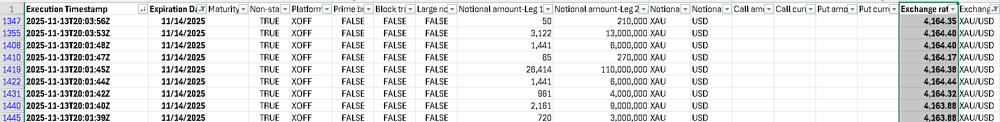 1 Execution Timestamp Expiration Da Maturity Non-sta Platform Prime br Block tra Large no Notional amount-Leg 1 Notional amount-Leg 2 Notiona Notiona Call amo Call curr Put amo Put curre Exchange rat Exchang
1347 2025-11-13T20:03:56Z 11/14/2025 TRUE XOFF FALSE FALSE FALSE 50 210,000 XAU USD 4,164.35 XAU/USD
1355 2025-11-13T20:03:53Z 11/14/2025 TRUE XOFF FALSE FALSE FALSE 3,122 13,000,000 XAU USD 4,164.40 XAU/USD
1408 2025-11-13T20:01:48Z 11/14/2025 TRUE XOFF FALSE FALSE FALSE 1,441 6,000,000 XAU USD 4,164.40 XAU/USD
1410 2025-11-13T20:01:47Z 11/14/2025 TRUE XOFF FALSE FALSE FALSE 65 270,000 XAU USD 4,164.17 XAU/USD
1419 2025-11-13T20:01:45Z 11/14/2025 TRUE XOFF FALSE FALSE FALSE 26,414 110,000,000 XAU USD 4,164.38 XAU/USD
1422 2025-11-13T20:01:44Z 11/14/2025 TRUE XOFF FALSE FALSE FALSE 1,441 6,000,000 XAU USD 4,164.44 XAU/USD
1431 2025-11-13T20:01:42Z 11/14/2025 TRUE XOFF FALSE FALSE FALSE 961 4,000,000 XAU USD 4,164.32 XAU/USD
1440 2025-11-13T20:01:40Z 11/14/2025 TRUE XOFF FALSE FALSE FALSE 2,161 9,000,000 XAU USD 4,163.88 XAU/USD
1445 2025-11-13T20:01:39Z 11/14/2025 TRUE XOFF FALSE FALSE FALSE 720 3,000,000 XAU USD 4,163.88 XAU/USD